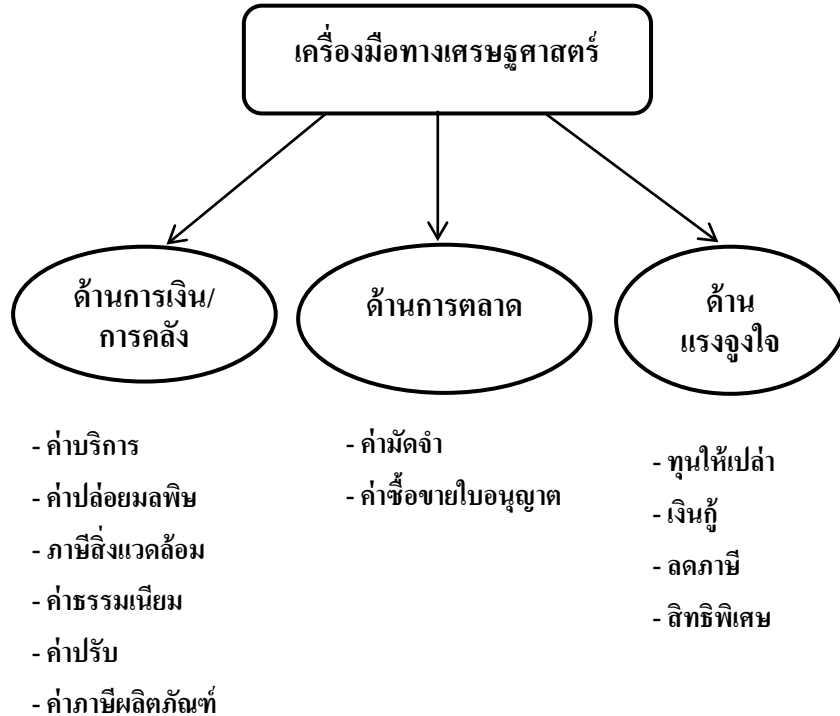 เครื่องมือทางเศรษฐศาสตร์
ด้านการเงิน/
การคลัง
ด้านการตลาด
ด้าน
แรงจูงใจ
- ค่าบริการ
- ค่าปล่อยมลพิษ
- ภาษีสิ่งแวดล้อม
- ค่าธรรมเนียม
- ค่าปรับ
- ค่าภาษีผลิตภัณฑ์
- ค่ามัดจำ
- ค่าซื้อขายใบอนุญาต
- ทุนให้เปล่า
- เงินกู้
- ลดภาษี
- สิทธิพิเศษ